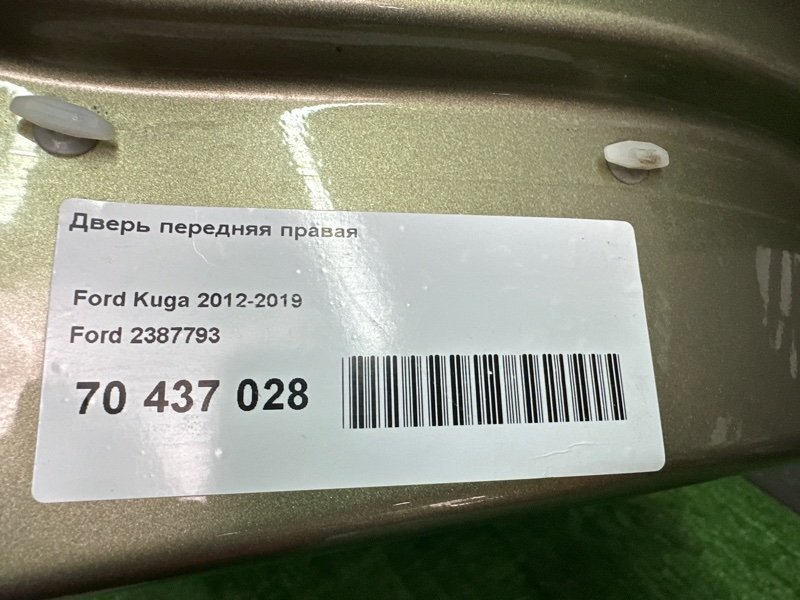 Дверь передняя правая
Ford Kuga 2012-2019
Ford 2387793
70 437 028